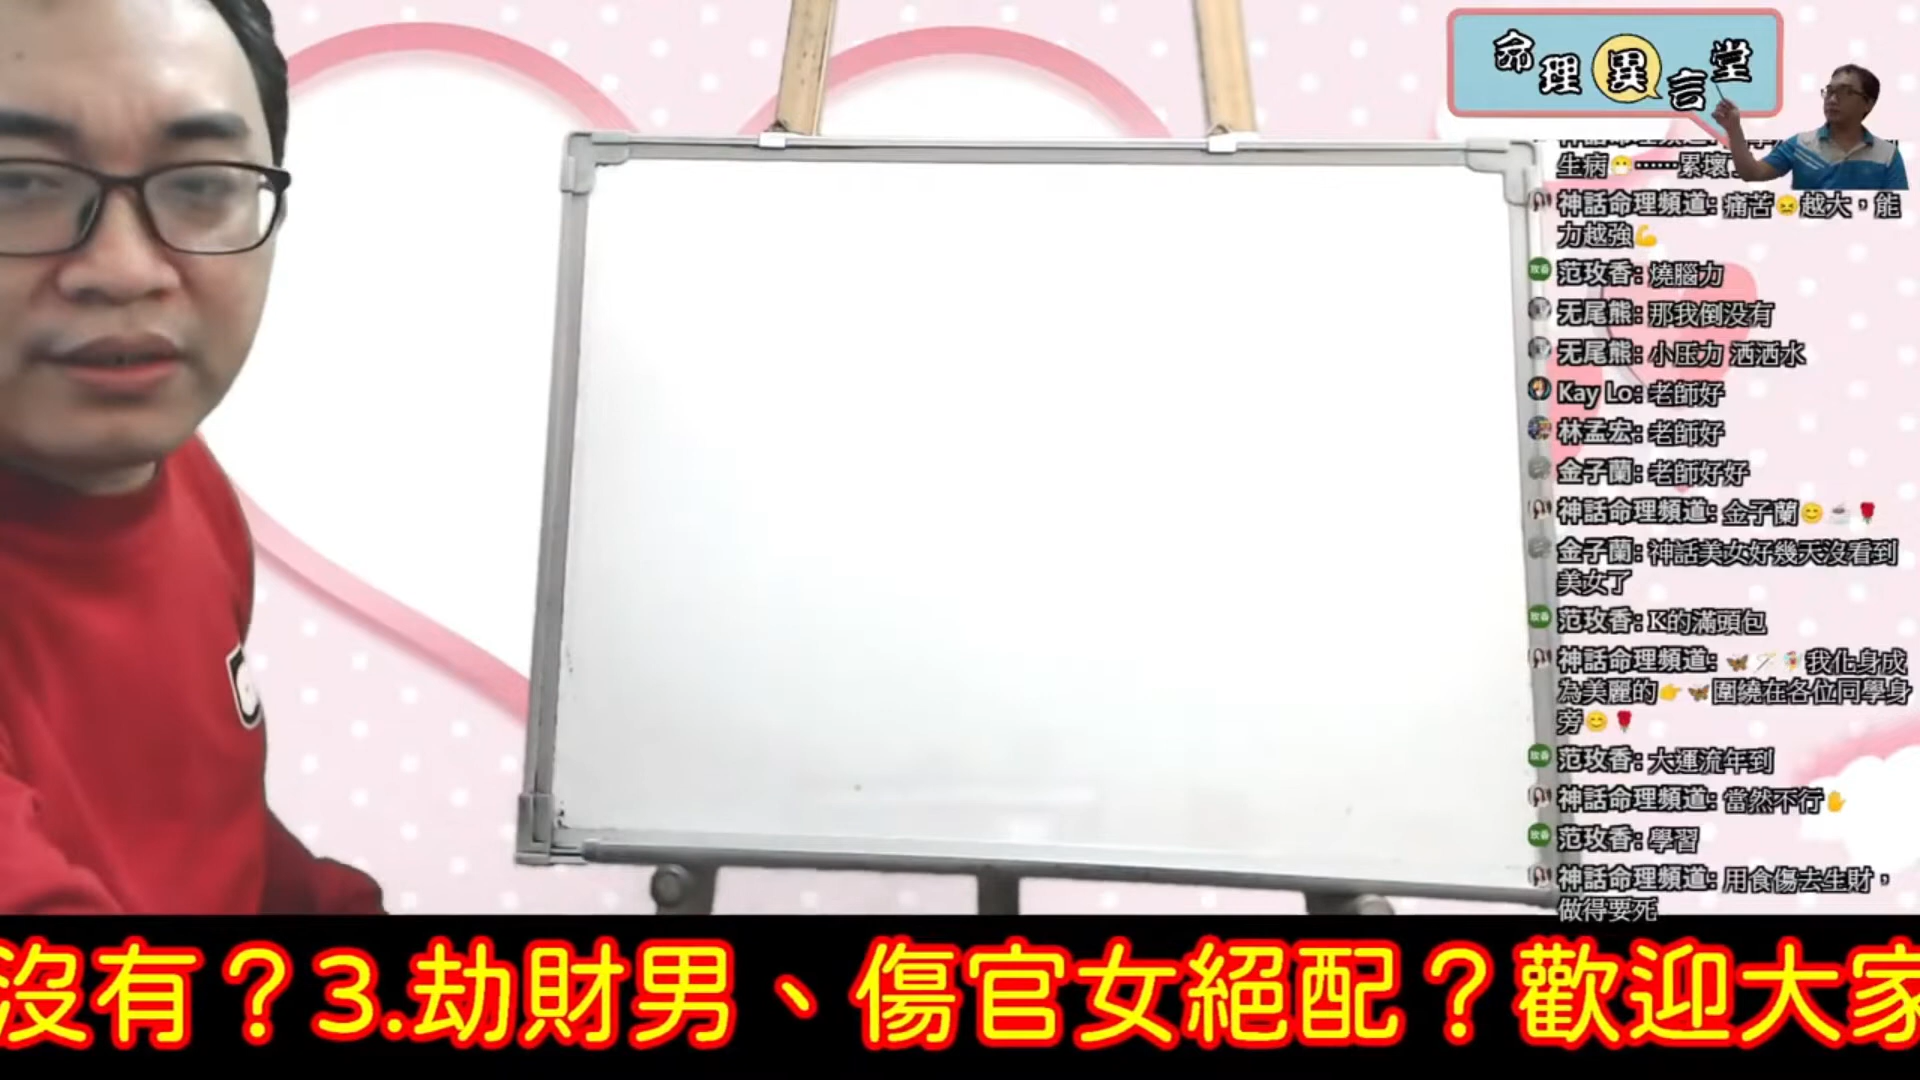 命理異言堂
生病😷……累壞
神話命理頻道: 痛苦😖越大，能
力越強💪
范玫香: 燒腦力
无尾熊: 那我倒没有
无尾熊: 小压力 洒洒水
Kay Lo: 老師好
林孟宏: 老師好
金子蘭: 老師好好
神話命理頻道: 金子蘭😊☕🌹
金子蘭: 神話美女好幾天沒看到
美女了
范玫香: K的滿頭包
神話命理頻道: 🦋🪄🧚我化身成
為美麗的👉🦋圍繞在各位同學身
旁😊🌹
范玫香: 大運流年到
神話命理頻道: 當然不行✋
范玫香: 學習
神話命理頻道: 用食傷去生財，
做得要死
沒有？3.劫財男、傷官女絕配？歡迎大家